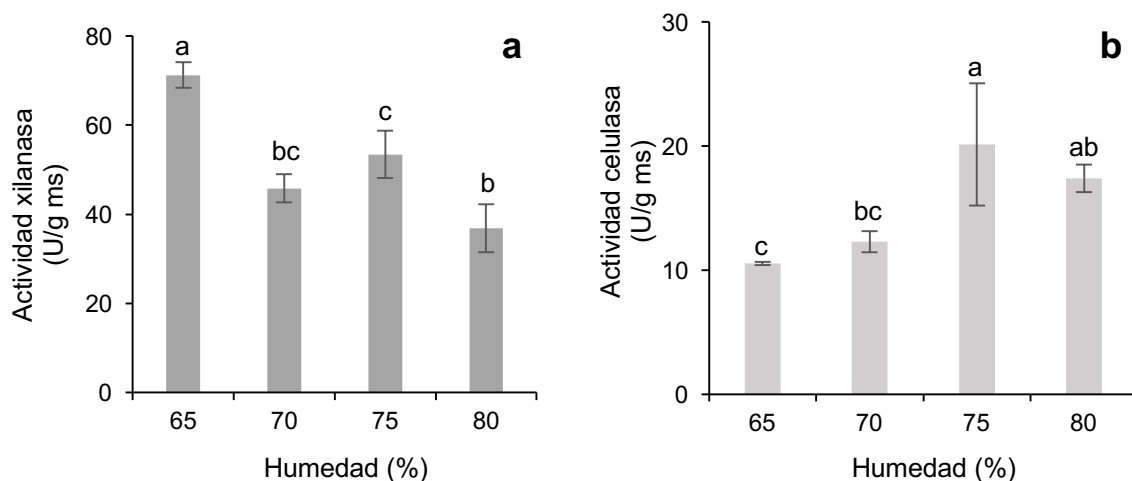 a
Actividad xilanasa
(U/g ms)
80
60
40
20
0
a
bc
c
b
65
70
75
80
Humedad (%)
b
Actividad celulasa
(U/g ms)
30
20
10
0
c
bc
a
ab
65
70
75
80
Humedad (%)